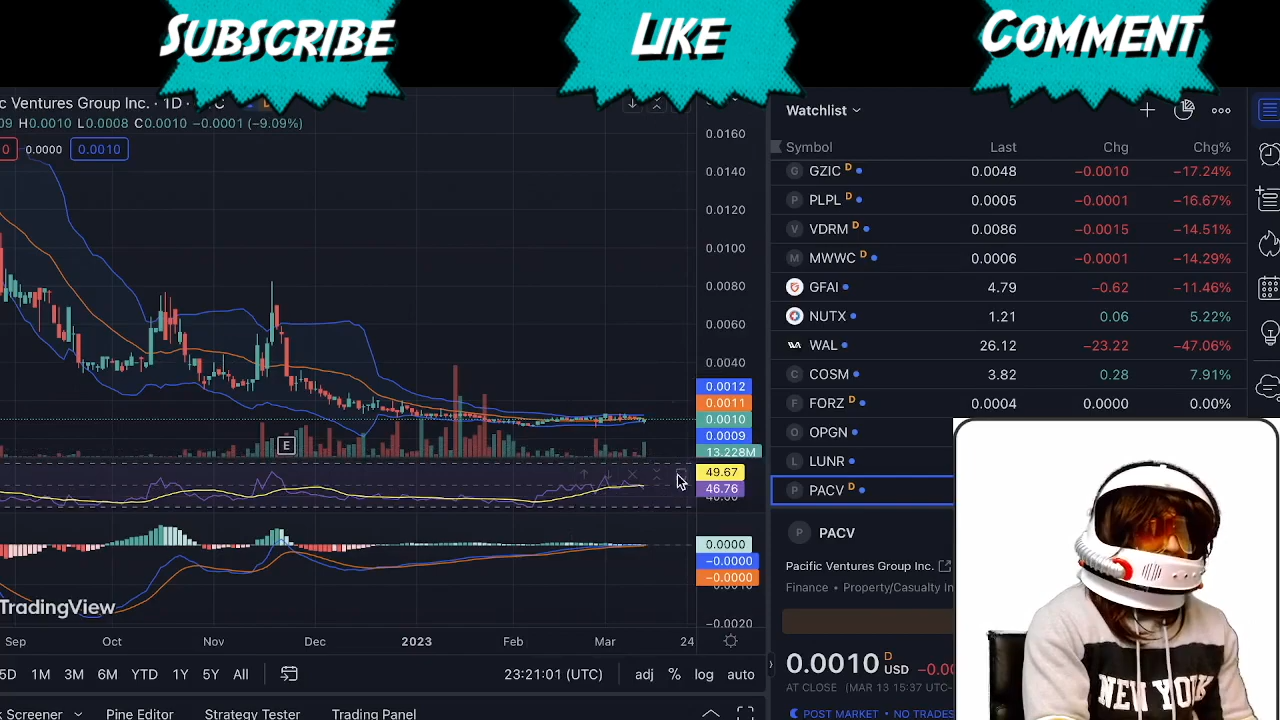 SUBSCRIBE
LIKE
COMMENT
c Ventures Group Inc. · 1D ·
09 H0.0010 L0.0008 C0.0010 −0.0001 (−9.09%)
0 0.0000 0.0010
0.0160
0.0140
0.0120
0.0100
0.0080
0.0060
0.0040
0.0012
0.0011
0.0010
0.0009
13.228M
E
49.67
46.76
0.0000
−0.0000
−0.0000
−0.0020
TradingView
Sep Oct Nov Dec 2023 Feb Mar 24
5D 1M 3M 6M YTD 1Y 5Y All
23:21:01 (UTC) adj % log auto
k Screener Pine Editor Strategy Tester Trading Panel
Watchlist
Symbol Last Chg Chg%
G GZIC D 0.0048 −0.0010 −17.24%
P PLPL D 0.0005 −0.0001 −16.67%
V VDRM D 0.0086 −0.0015 −14.51%
M MWWC D 0.0006 −0.0001 −14.29%
GFAI 4.79 −0.62 −11.46%
NUTX 1.21 0.06 5.22%
WAL 26.12 −23.22 −47.06%
C COSM 3.82 0.28 7.91%
F FORZ D 0.0004 0.0000 0.00%
O OPGN
L LUNR
P PACV D
P PACV
Pacific Ventures Group Inc.
Finance • Property/Casualty In
0.0010 D USD −0.00
AT CLOSE (MAR 13 15:37 UTC-
POST MARKET • NO TRADES
NEW YORK